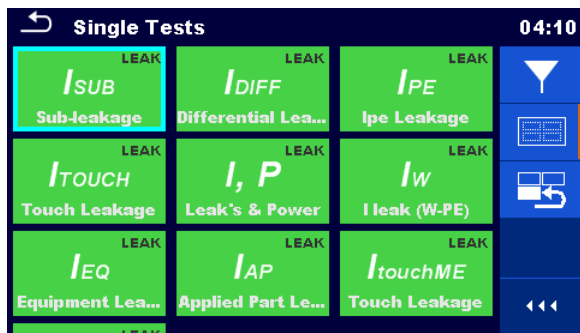 Single Tests 04:10
LEAK LEAK LEAK
ISUB IDIFF IPE
Sub-leakage Differential Lea... Ipe Leakage
LEAK LEAK LEAK
ITOUCH I, P IW
Touch Leakage Leak's & Power I leak (W-PE)
LEAK LEAK LEAK
IEQ IAP ItouchME
Equipment Lea... Applied Part Le... Touch Leakage
LEAK